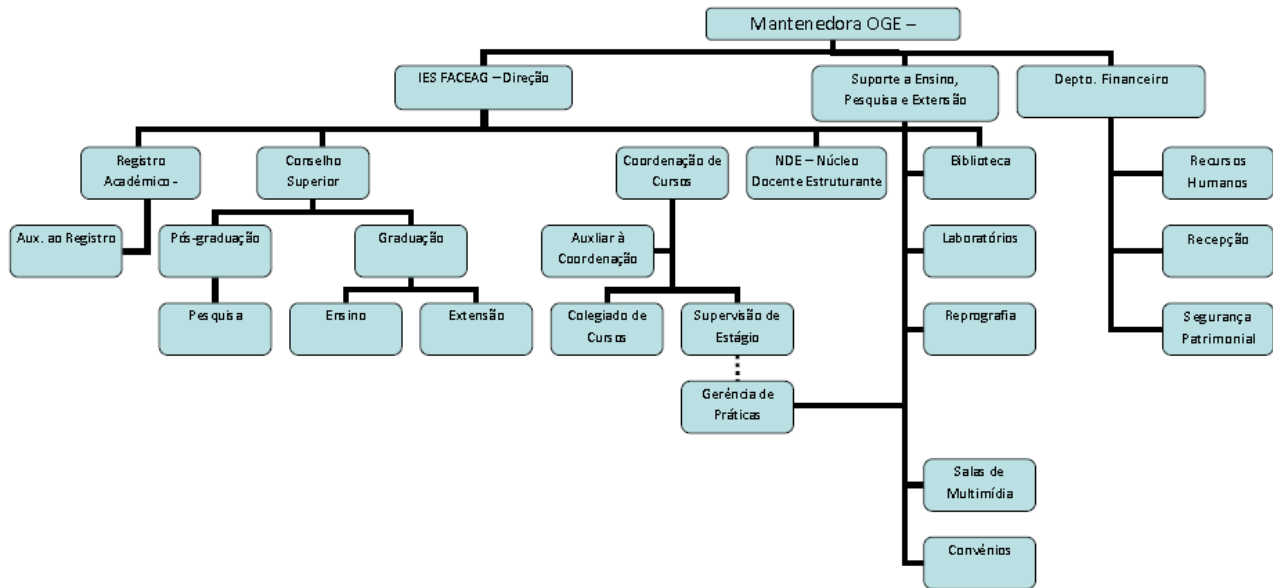 Mantenedora OGE –
IES FACEAG – Direção
Suporte a Ensino,
Pesquisa e Extensão
Depto. Financeiro
Registro
Acadêmico-
Conselho
Superior
Coordenação de
Cursos
NDE – Núcleo
Docente Estruturante
Biblioteca
Recursos
Humanos
Aux. ao Registro
Pós-graduação
Graduação
Auxliar à
Coordenação
Laboratórios
Recepção
Pesquisa
Ensino
Extensão
Colegiado de
Cursos
Supervisão de
Estágio
Reprografia
Segurança
Patrimonial
Gerência de
Práticas
Salas de
Multimídia
Convênios